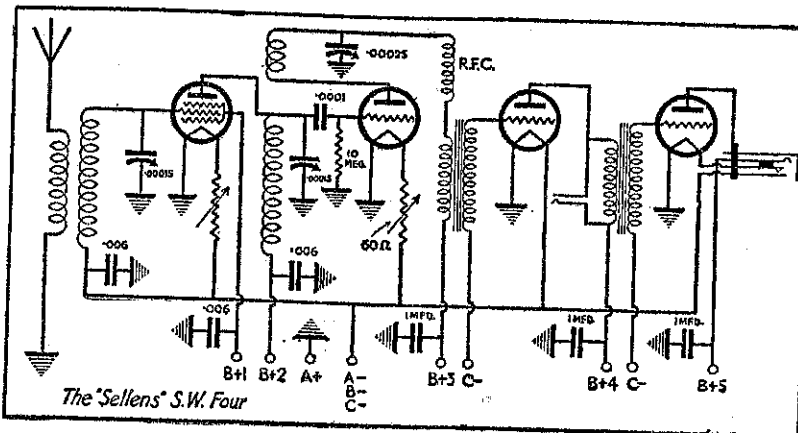 .00025
R.F.C.
.0001
.00015
.00015
10 MEG.
60Ω
.006
.006
.006
1MFD.
1MFD.
1MFD.
B+1 B+2 A+ A- B+3 C- B+4 C- B+5
B-
C-
The "Sellens" S.W. Four